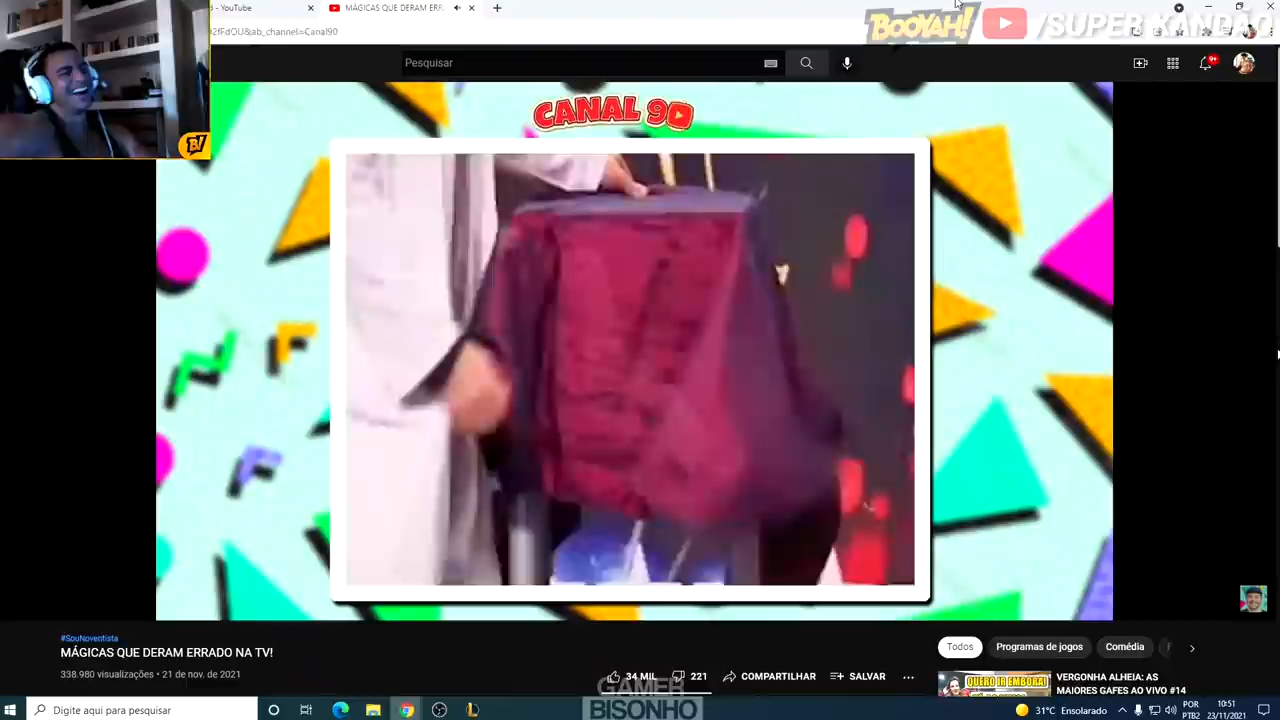 d - YouTube
MÁGICAS QUE DERAM ERR
BOOYAH!
/SUPER XANDÃO
2fFdOU&ab_channel=Canal90
Pesquisar
9+
CANAL 90
#SouNoventista
MÁGICAS QUE DERAM ERRADO NA TV!
338.980 visualizações • 21 de nov. de 2021
34 MIL
221
COMPARTILHAR
SALVAR
Todos
Programas de jogos
Comédia
QUERO IR EMBORA!
VERGONHA ALHEIA: AS
MAIORES GAFES AO VIVO #14
GAMER
BISONHO
Digite aqui para pesquisar
31°C Ensolarado
POR
PTB2
10:51
23/11/2021